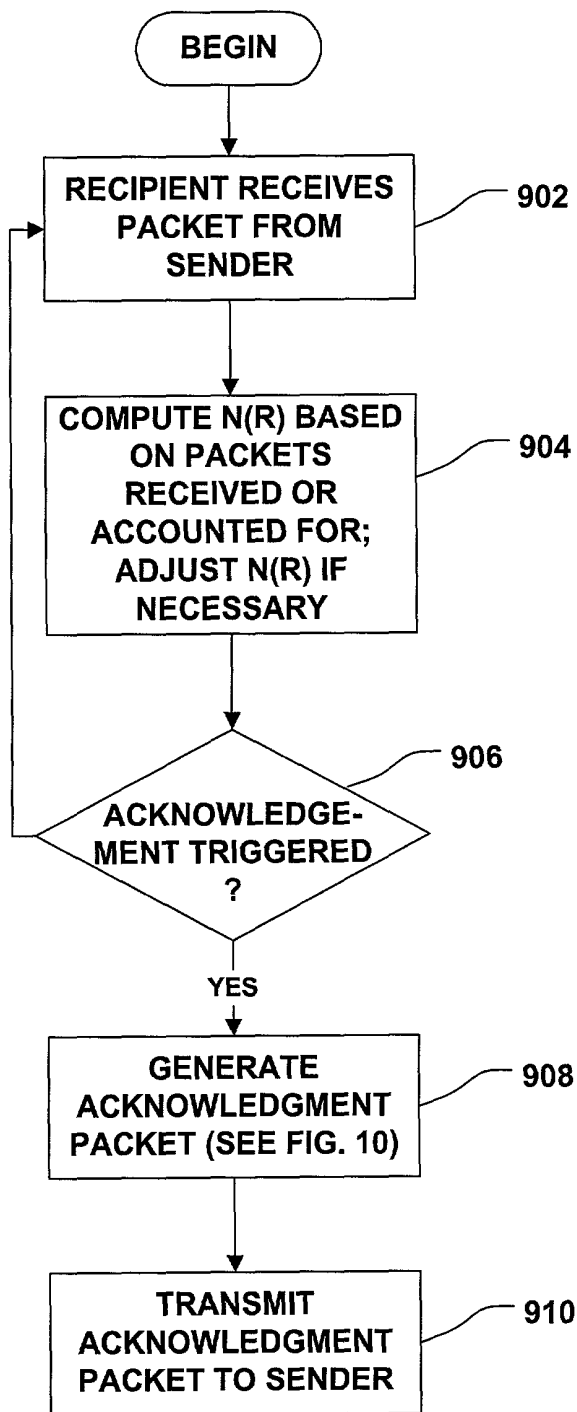 BEGIN
RECIPIENT RECEIVES
PACKET FROM
SENDER
902
COMPUTE N(R) BASED
ON PACKETS
RECEIVED OR
ACCOUNTED FOR;
ADJUST N(R) IF
NECESSARY
904
906
ACKNOWLEDGE-
MENT TRIGGERED
?
YES
GENERATE
ACKNOWLEDGMENT
PACKET (SEE FIG. 10)
908
TRANSMIT
ACKNOWLEDGMENT
PACKET TO SENDER
910